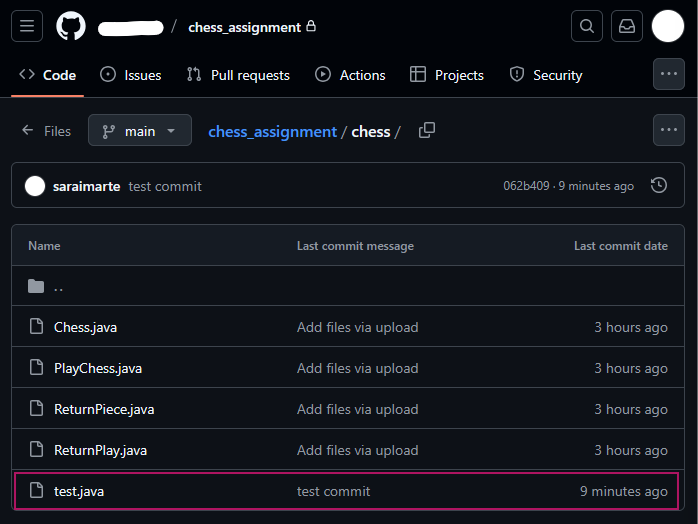 / chess_assignment
Code Issues Pull requests Actions Projects Security ...
Files main chess_assignment / chess / ...
saraimarte test commit 062b409 · 9 minutes ago
Name Last commit message Last commit date
..
Chess.java Add files via upload 3 hours ago
PlayChess.java Add files via upload 3 hours ago
ReturnPiece.java Add files via upload 3 hours ago
ReturnPlay.java Add files via upload 3 hours ago
test.java test commit 9 minutes ago